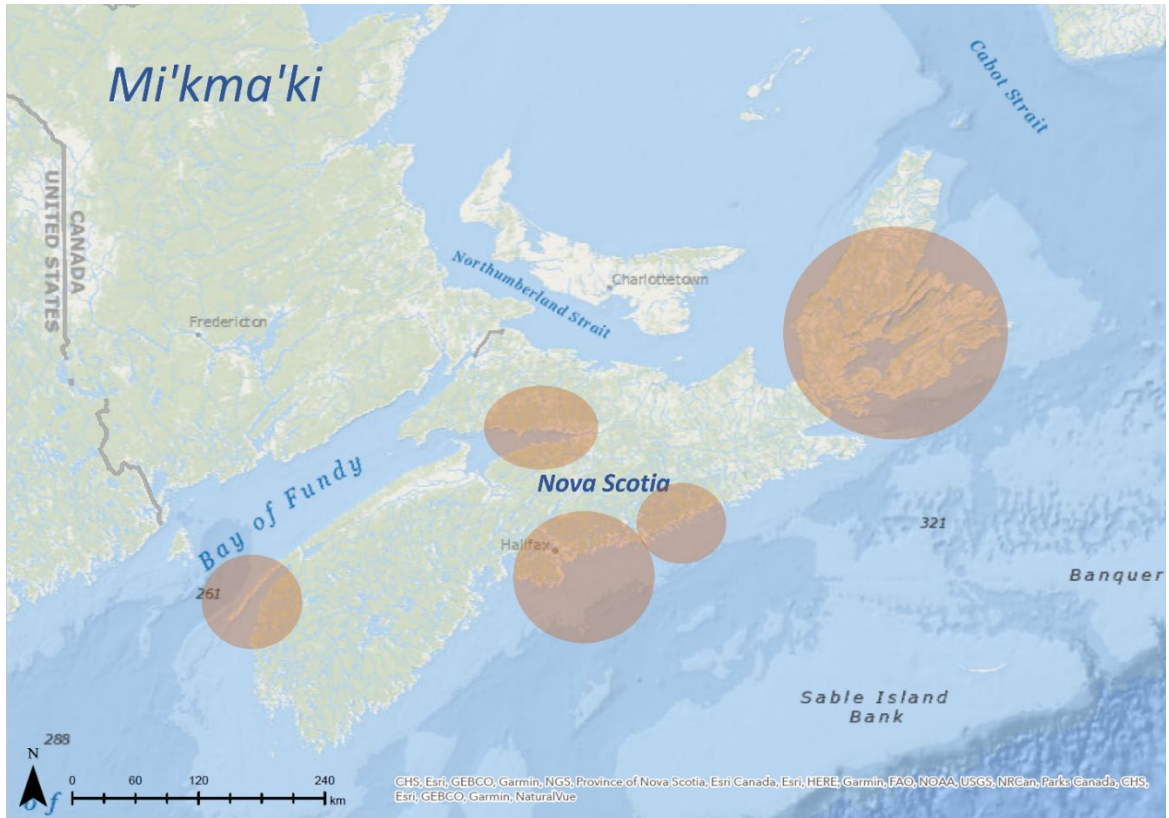 Mi'kma'ki
Cabot Strait
UNITED STATES
CANADA
Northumberland Strait
Charlottetown
Fredericton
Bay of Fundy
Nova Scotia
Halifax
321
Banquer
261
Sable Island
Bank
288
N
of
0 60 120 240
km
CHS, Esri, GEBCO, Garmin, NGS, Province of Nova Scotia, Esri Canada, Esri, HERE, Garmin, FAO, NOAA, USGS, NRCan, Parks Canada, CHS,
Esri, GEBCO, Garmin, NaturalVue